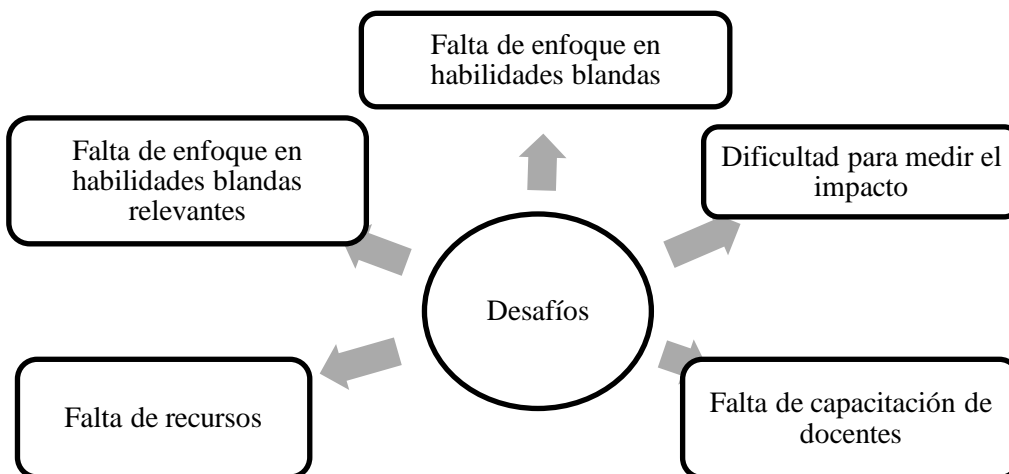 Falta de enfoque en
habilidades blandas
Falta de enfoque en
habilidades blandas
relevantes
Dificultad para medir el
impacto
Desafíos
Falta de recursos
Falta de capacitación de
docentes